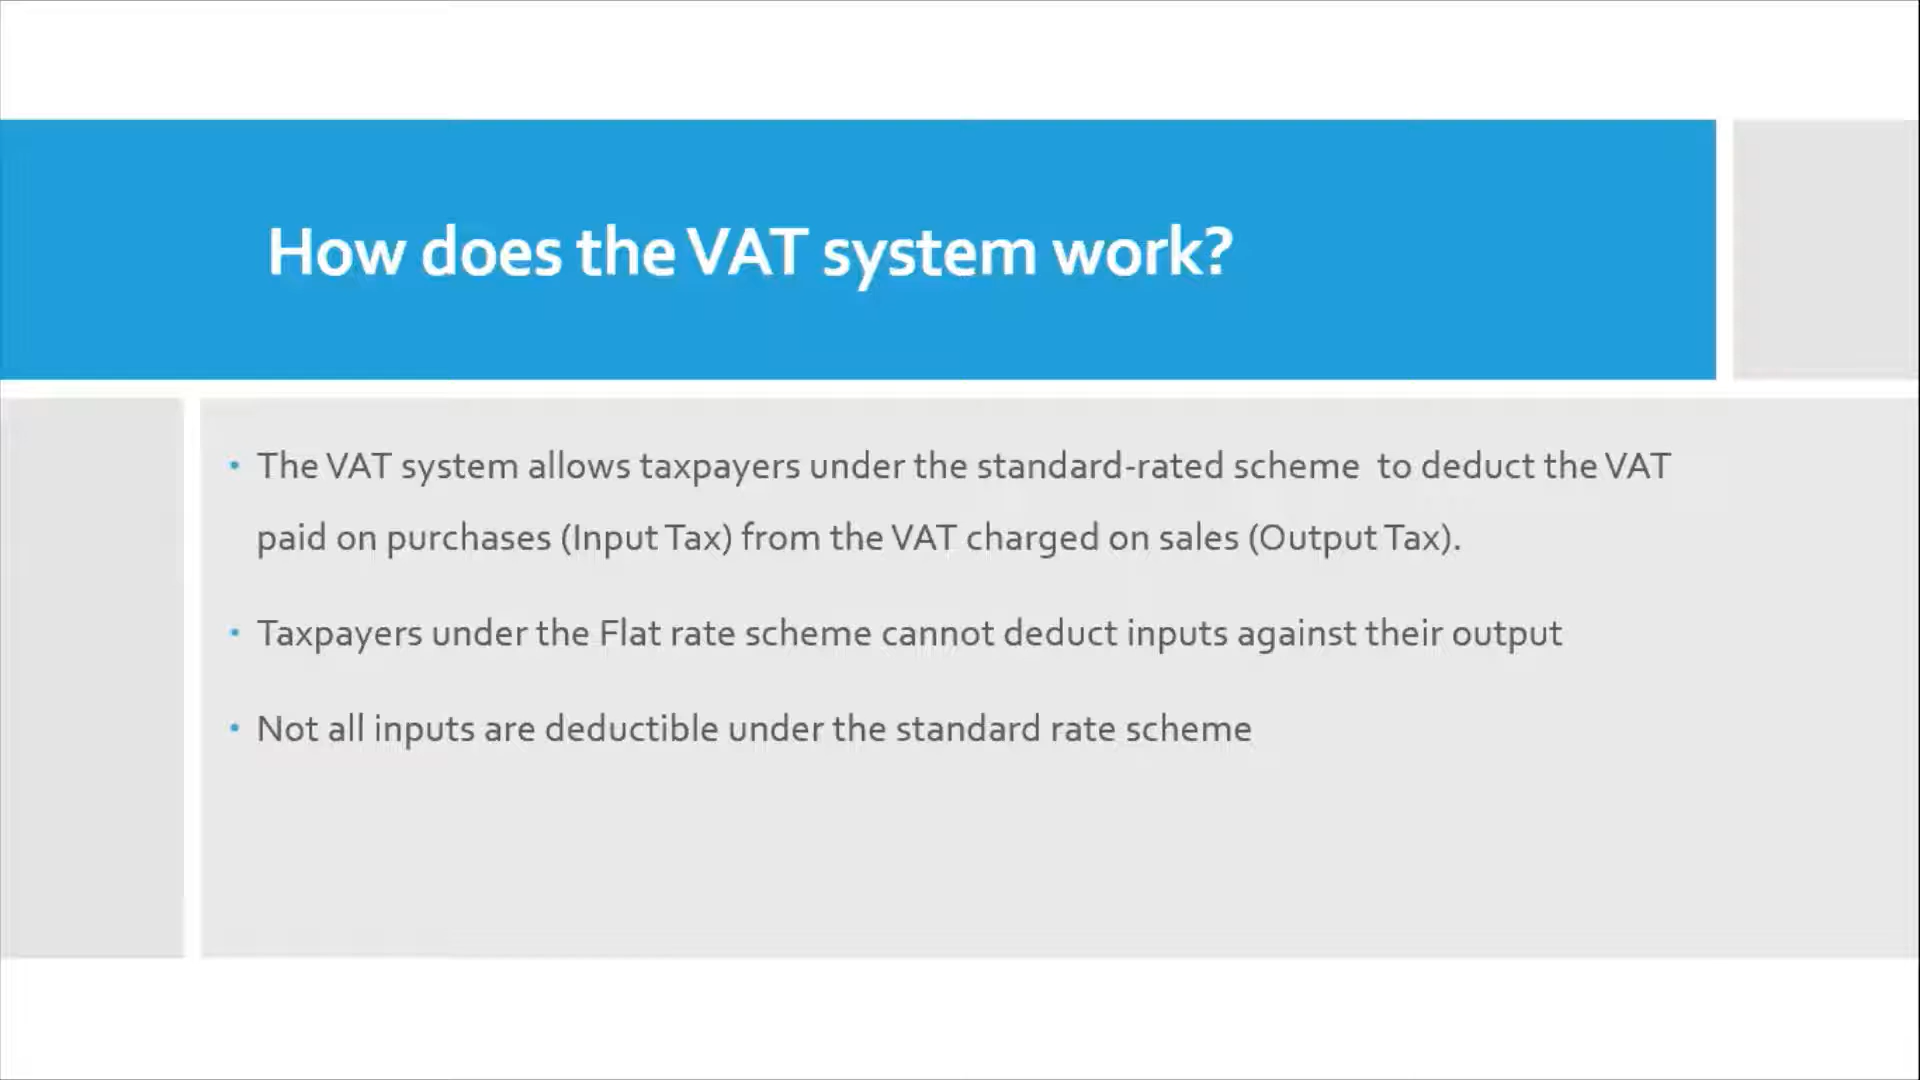 How does the VAT system work?
• The VAT system allows taxpayers under the standard-rated scheme  to deduct the VAT
paid on purchases (Input Tax) from the VAT charged on sales (Output Tax).
• Taxpayers under the Flat rate scheme cannot deduct inputs against their output
• Not all inputs are deductible under the standard rate scheme